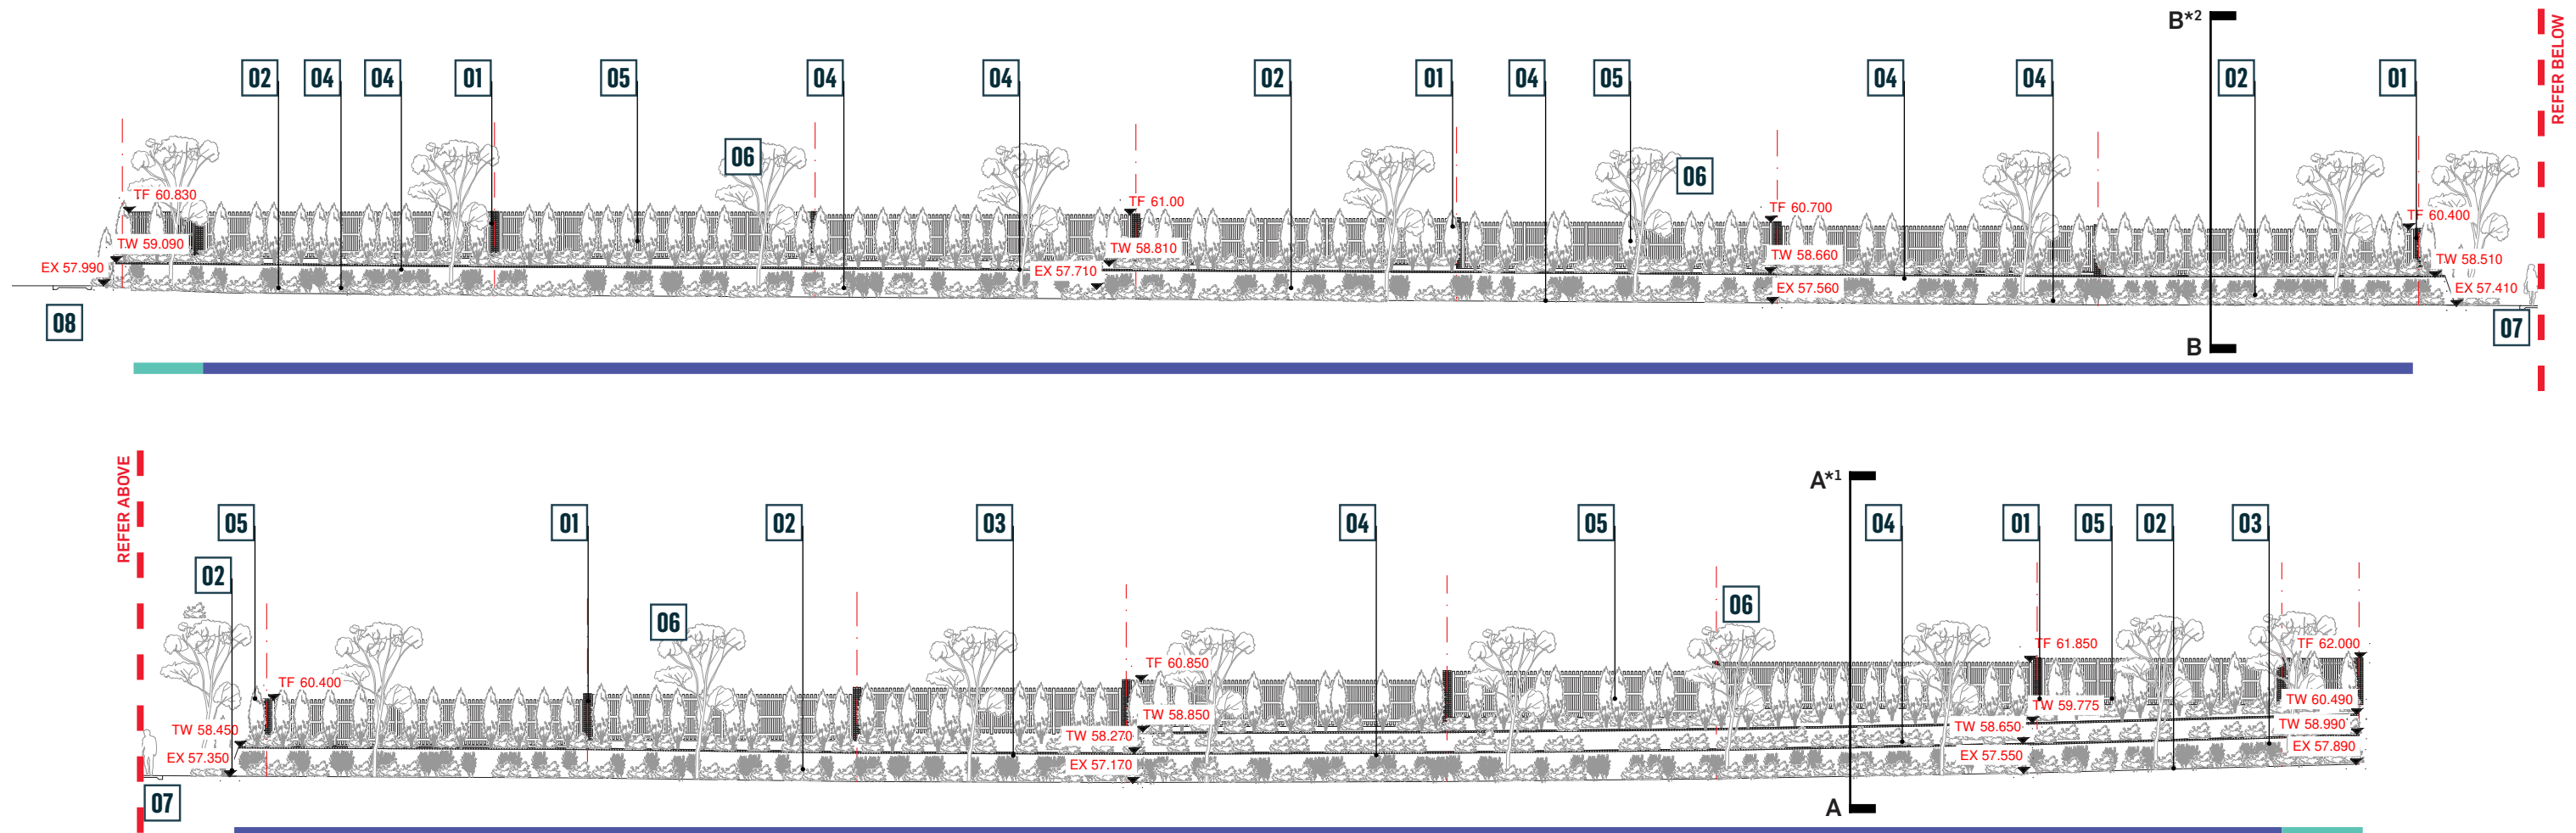 B*2
REFER BELOW
02 04 04 01 05 04 04 02 01 04 05 04 04 02 01
06
06
TF 60.830
TF 61.00
TF 60.700
TF 60.400
TW 59.090
TW 58.810
TW 58.660
TW 58.510
EX 57.990
EX 57.710
EX 57.560
EX 57.410
08
07
B
REFER ABOVE
A*1
05 01 02 03 04 05 04 01 05 02 03
02
06
06
TF 60.400
TF 60.850
TF 61.850
TF 62.000
TW 58.450
TW 58.850
TW 58.270
TW 59.775
TW 58.650
TW 60.490
TW 58.990
EX 57.350
EX 57.170
EX 57.550
EX 57.890
07
A